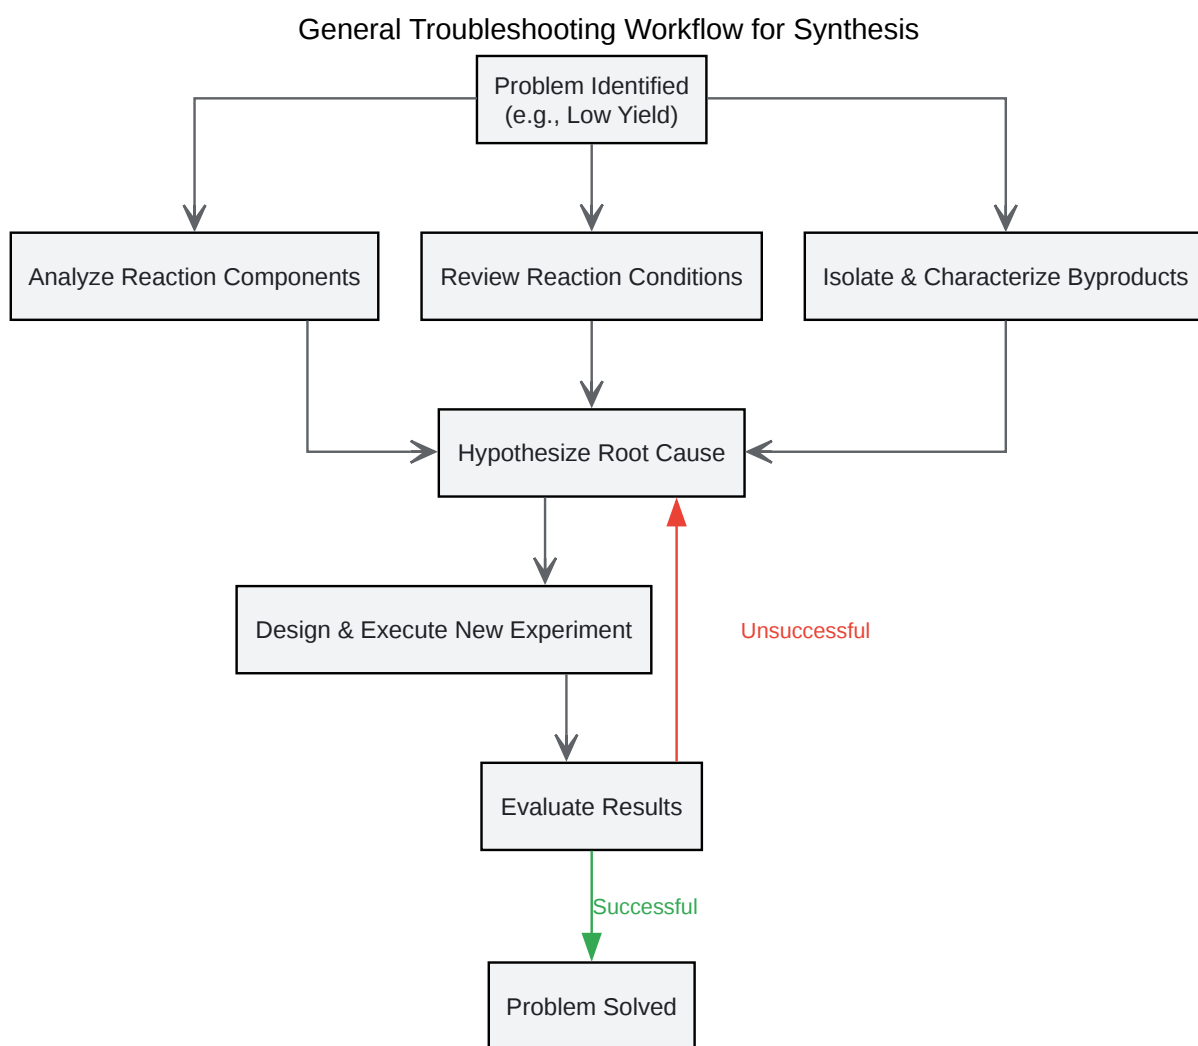 General Troubleshooting Workflow for Synthesis
Problem Identified
(e.g., Low Yield)
Analyze Reaction Components
Review Reaction Conditions
Isolate & Characterize Byproducts
Hypothesize Root Cause
Design & Execute New Experiment
Unsuccessful
Evaluate Results
Successful
Problem Solved